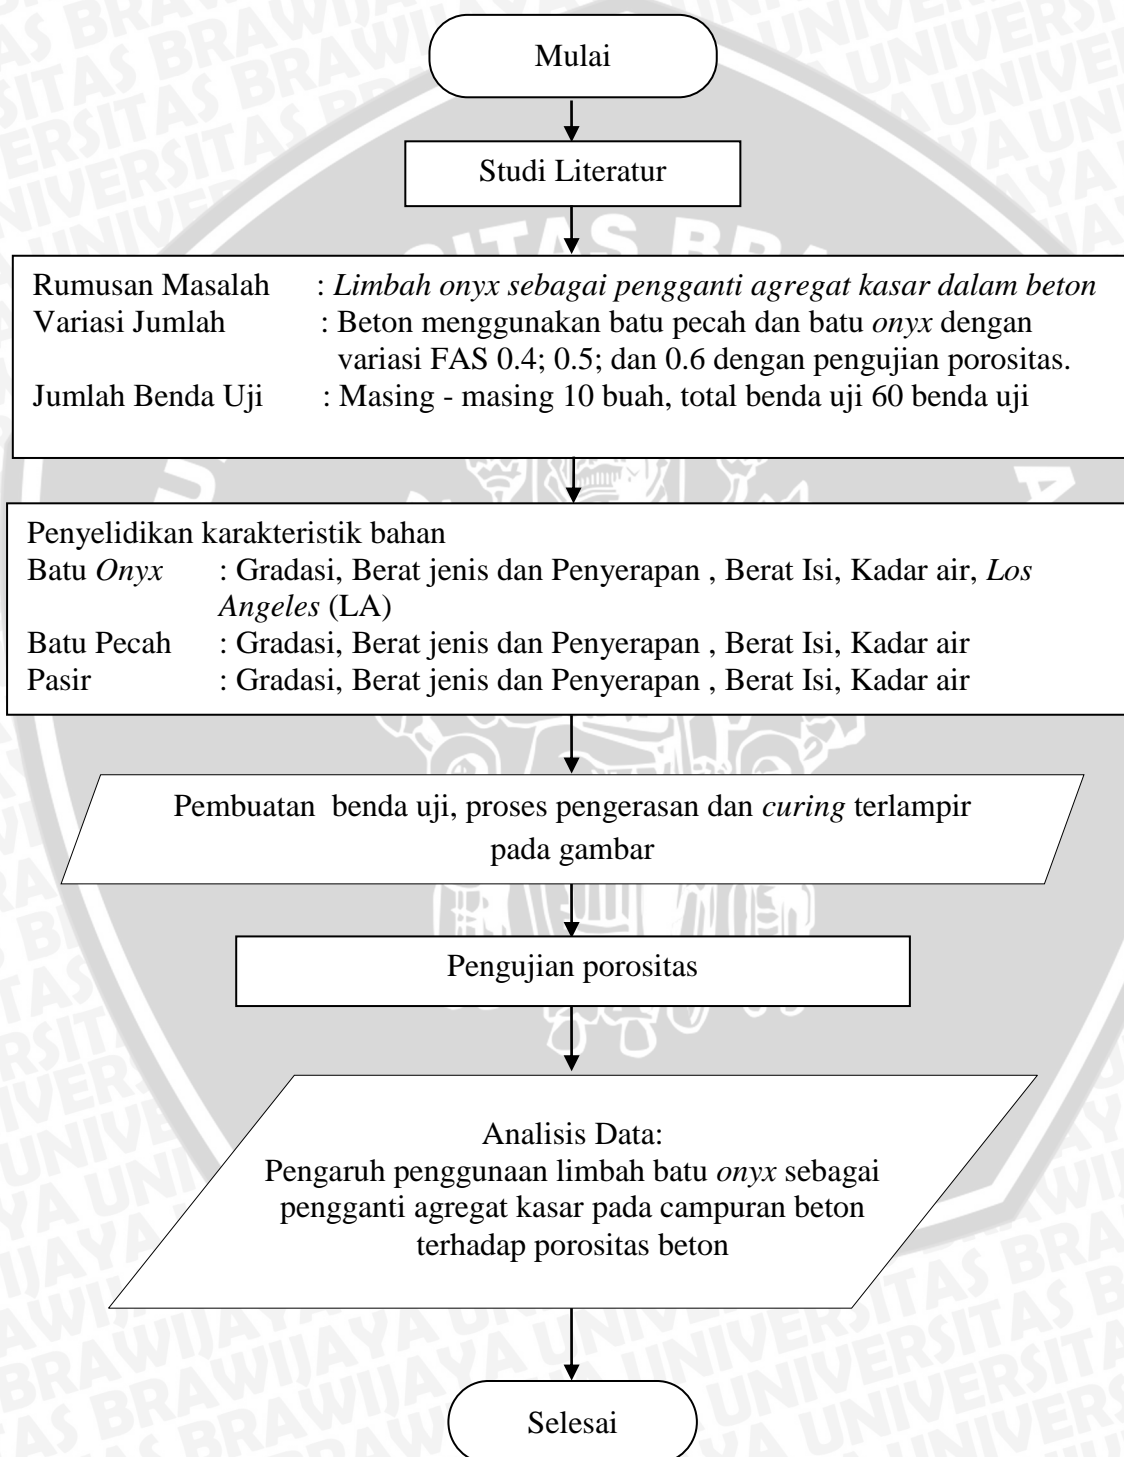 Mulai
Studi Literatur
Rumusan Masalah : Limbah onyx sebagai pengganti agregat kasar dalam beton
Variasi Jumlah : Beton menggunakan batu pecah dan batu onyx dengan
variasi FAS 0.4; 0.5; dan 0.6 dengan pengujian porositas.
Jumlah Benda Uji : Masing - masing 10 buah, total benda uji 60 benda uji
Penyelidikan karakteristik bahan
Batu Onyx : Gradasi, Berat jenis dan Penyerapan , Berat Isi, Kadar air, Los
Angeles (LA)
Batu Pecah : Gradasi, Berat jenis dan Penyerapan , Berat Isi, Kadar air
Pasir : Gradasi, Berat jenis dan Penyerapan , Berat Isi, Kadar air
Pembuatan benda uji, proses pengerasan dan curing terlampir
pada gambar
Pengujian porositas
Analisis Data:
Pengaruh penggunaan limbah batu onyx sebagai
pengganti agregat kasar pada campuran beton
terhadap porositas beton
Selesai